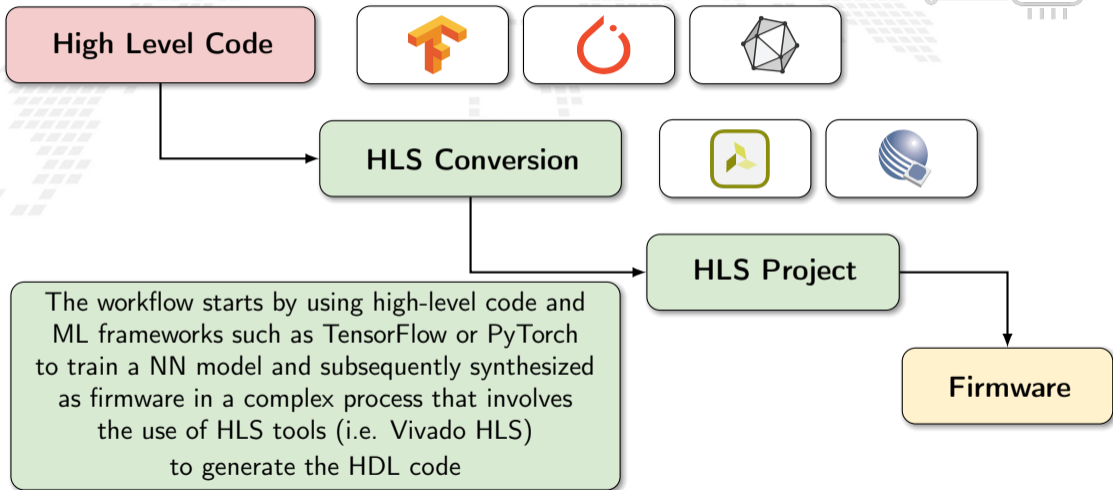 High Level Code
HLS Conversion
HLS Project
The workflow starts by using high-level code and
ML frameworks such as TensorFlow or PyTorch
to train a NN model and subsequently synthesized
as firmware in a complex process that involves
the use of HLS tools (i.e. Vivado HLS)
to generate the HDL code
Firmware